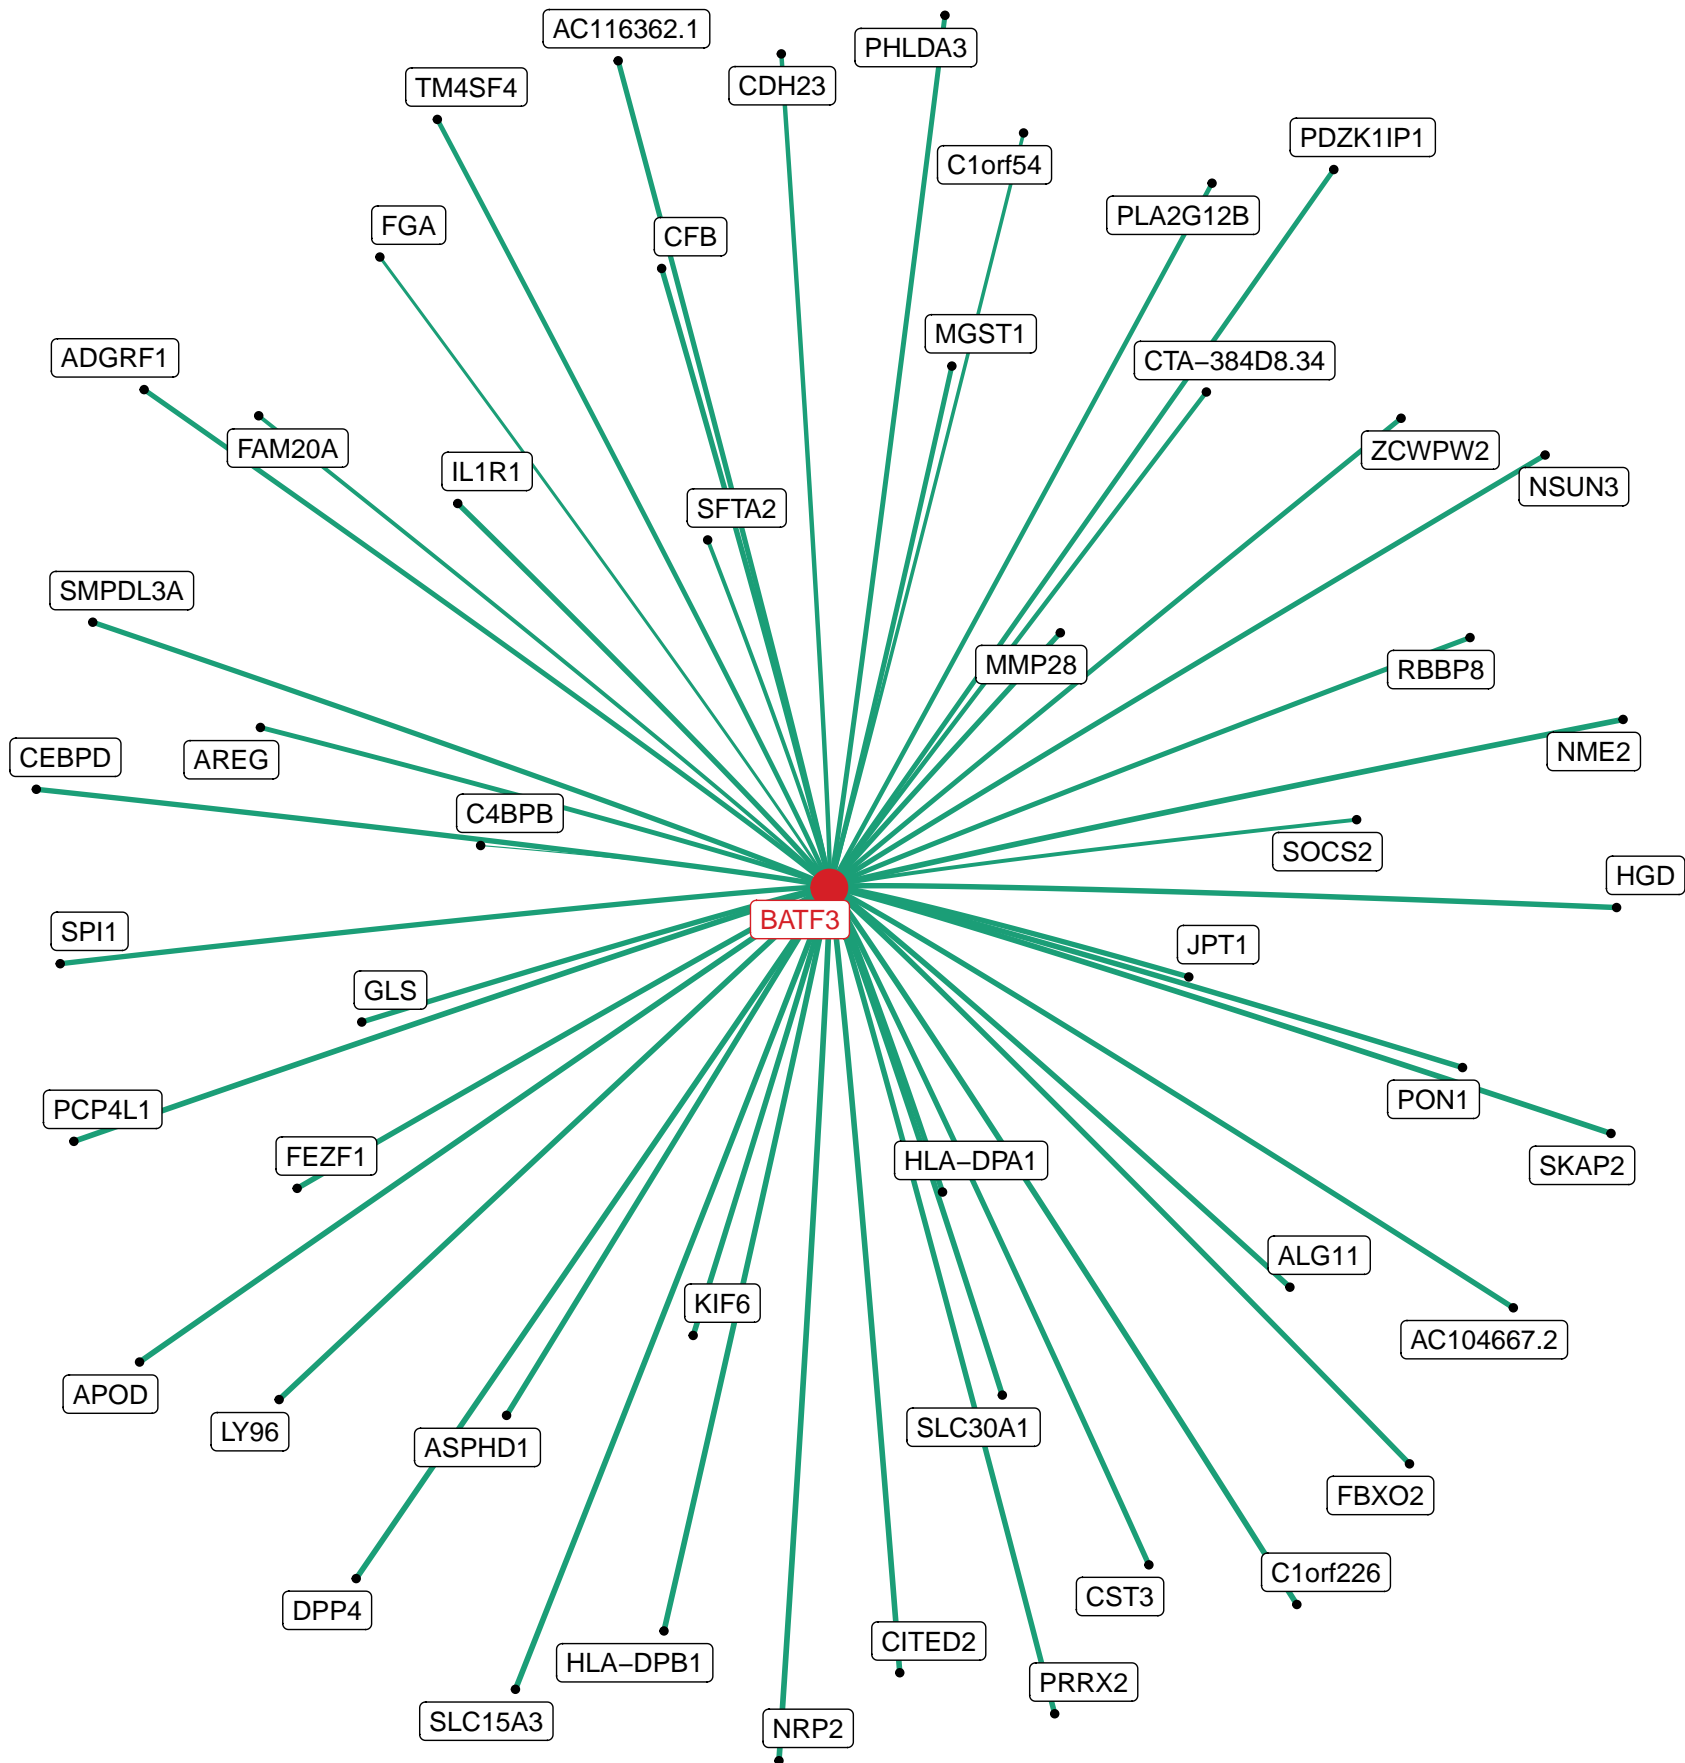 AC116362.1
PHLDA3
TM4SF4
CDH23
PDZK1IP1
C1orf54
PLA2G12B
FGA
CFB
MGST1
ADGRF1
CTA−384D8.34
FAM20A
ZCWPW2
IL1R1
NSUN3
SFTA2
SMPDL3A
MMP28
RBBP8
CEBPD
AREG
NME2
C4BPB
SOCS2
HGD
BATF3
SPI1
JPT1
GLS
PON1
PCP4L1
FEZF1
HLA−DPA1
SKAP2
ALG11
KIF6
AC104667.2
APOD
LY96
SLC30A1
ASPHD1
FBXO2
C1orf226
CST3
DPP4
CITED2
HLA−DPB1
PRRX2
SLC15A3
NRP2